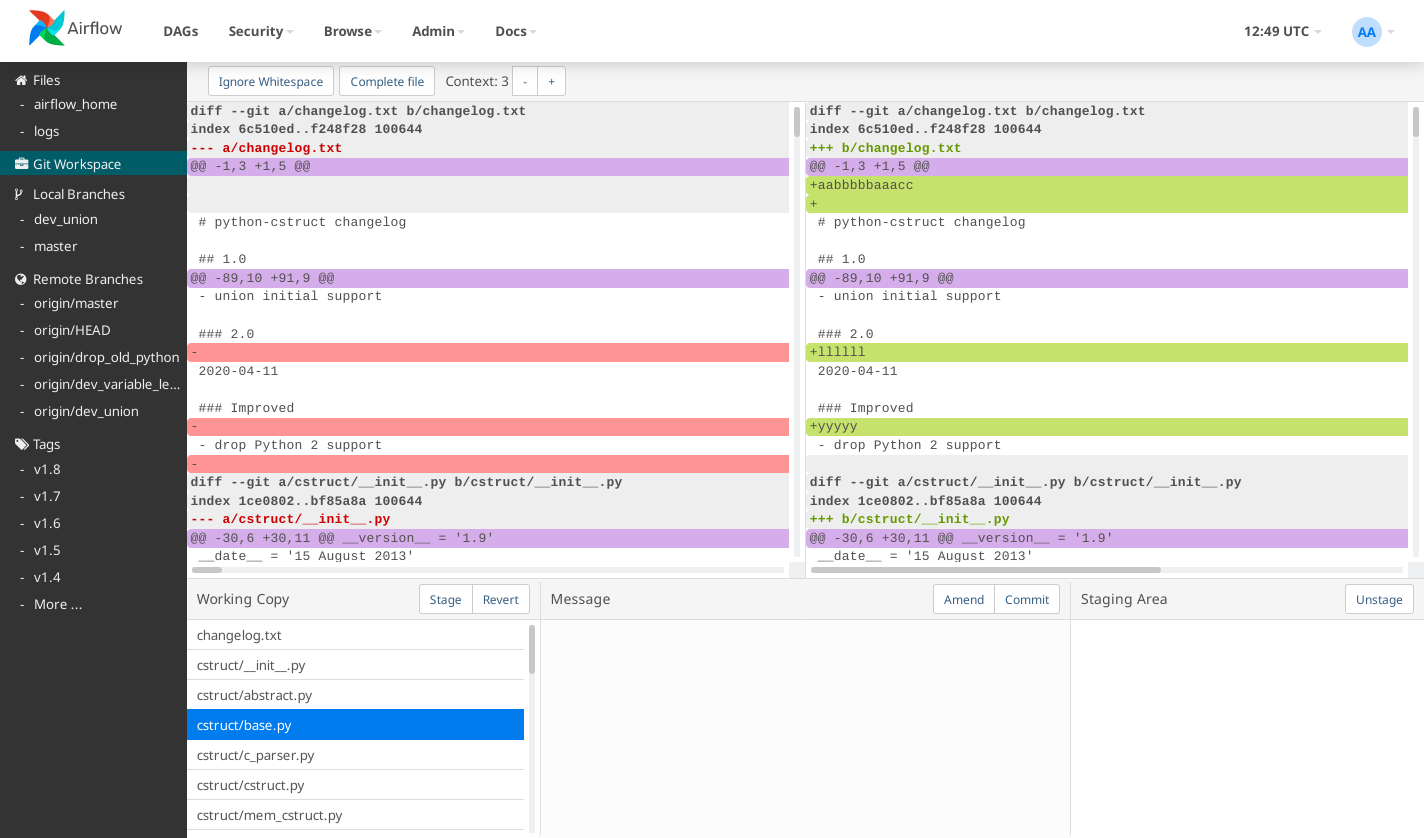 Airflow
DAGs Security Browse Admin Docs 12:49 UTC AA
Files
- airflow_home
- logs
Git Workspace
Local Branches
- dev_union
- master
Remote Branches
- origin/master
- origin/HEAD
- origin/drop_old_python
- origin/dev_variable_le...
- origin/dev_union
Tags
- v1.8
- v1.7
- v1.6
- v1.5
- v1.4
- More ...
Ignore Whitespace Complete file Context: 3 - +
diff --git a/changelog.txt b/changelog.txt
index 6c510ed..f248f28 100644
--- a/changelog.txt
@@ -1,3 +1,5 @@
# python-cstruct changelog
## 1.0
@@ -89,10 +91,9 @@
- union initial support
### 2.0
-
2020-04-11
### Improved
-
- drop Python 2 support
-
diff --git a/cstruct/__init__.py b/cstruct/__init__.py
index 1ce0802..bf85a8a 100644
--- a/cstruct/__init__.py
@@ -30,6 +30,11 @@ __version__ = '1.9'
__date__ = '15 August 2013'
diff --git a/changelog.txt b/changelog.txt
index 6c510ed..f248f28 100644
+++ b/changelog.txt
@@ -1,3 +1,5 @@
+aabbbbbaaacc
+
# python-cstruct changelog
## 1.0
@@ -89,10 +91,9 @@
- union initial support
### 2.0
+llllll
2020-04-11
### Improved
+yyyyy
- drop Python 2 support
diff --git a/cstruct/__init__.py b/cstruct/__init__.py
index 1ce0802..bf85a8a 100644
+++ b/cstruct/__init__.py
@@ -30,6 +30,11 @@ __version__ = '1.9'
__date__ = '15 August 2013'
Working Copy Stage Revert
changelog.txt
cstruct/__init__.py
cstruct/abstract.py
cstruct/base.py
cstruct/c_parser.py
cstruct/cstruct.py
cstruct/mem_cstruct.py
Message Amend Commit
Staging Area Unstage